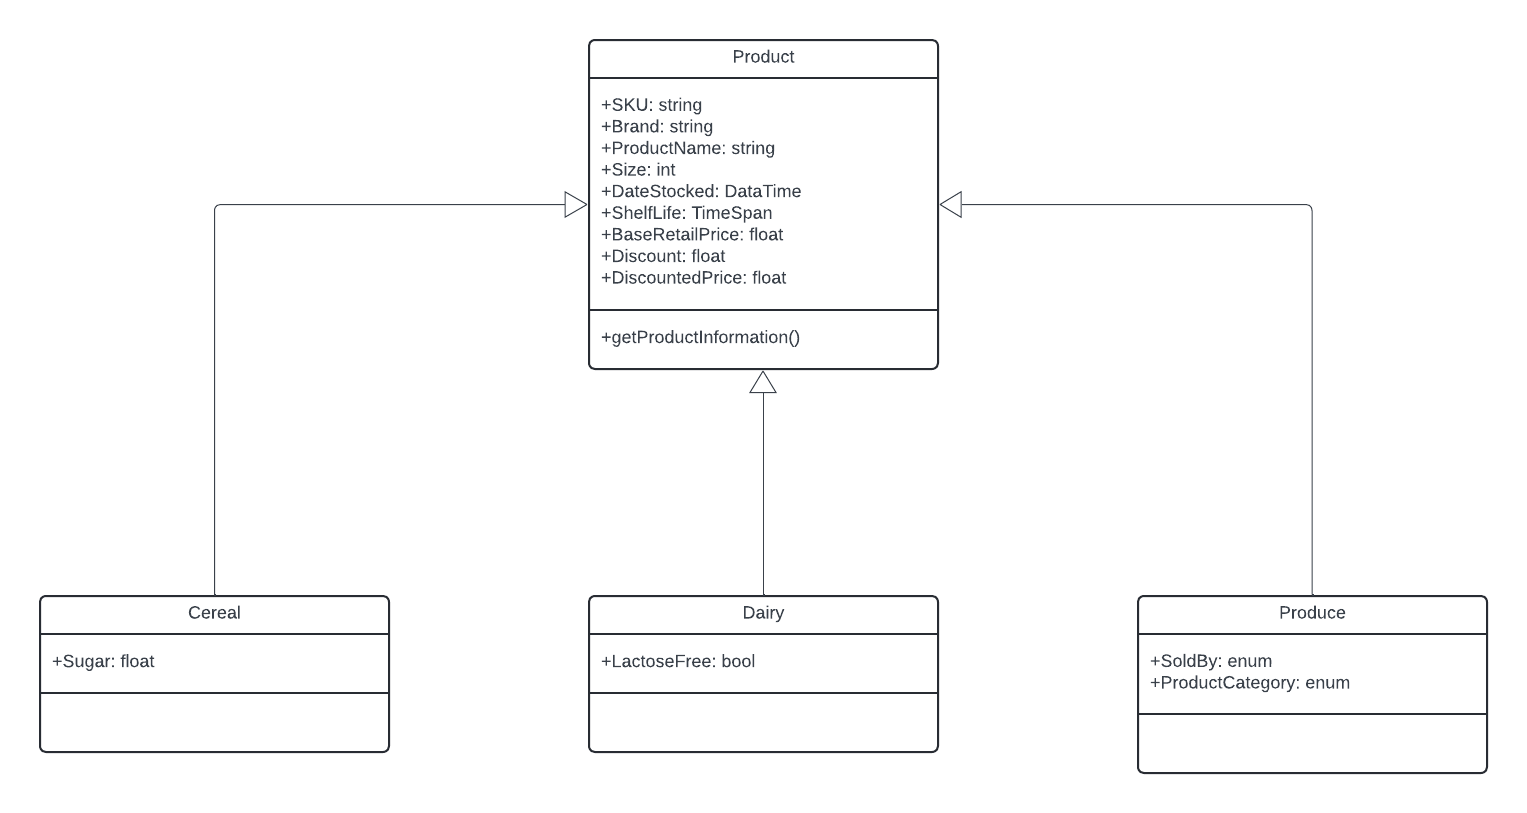 Product
+SKU: string
+Brand: string
+ProductName: string
+Size: int
+DateStocked: DataTime
+ShelfLife: TimeSpan
+BaseRetailPrice: float
+Discount: float
+DiscountedPrice: float
+getProductInformation()
Cereal
+Sugar: float
Dairy
+LactoseFree: bool
Produce
+SoldBy: enum
+ProductCategory: enum